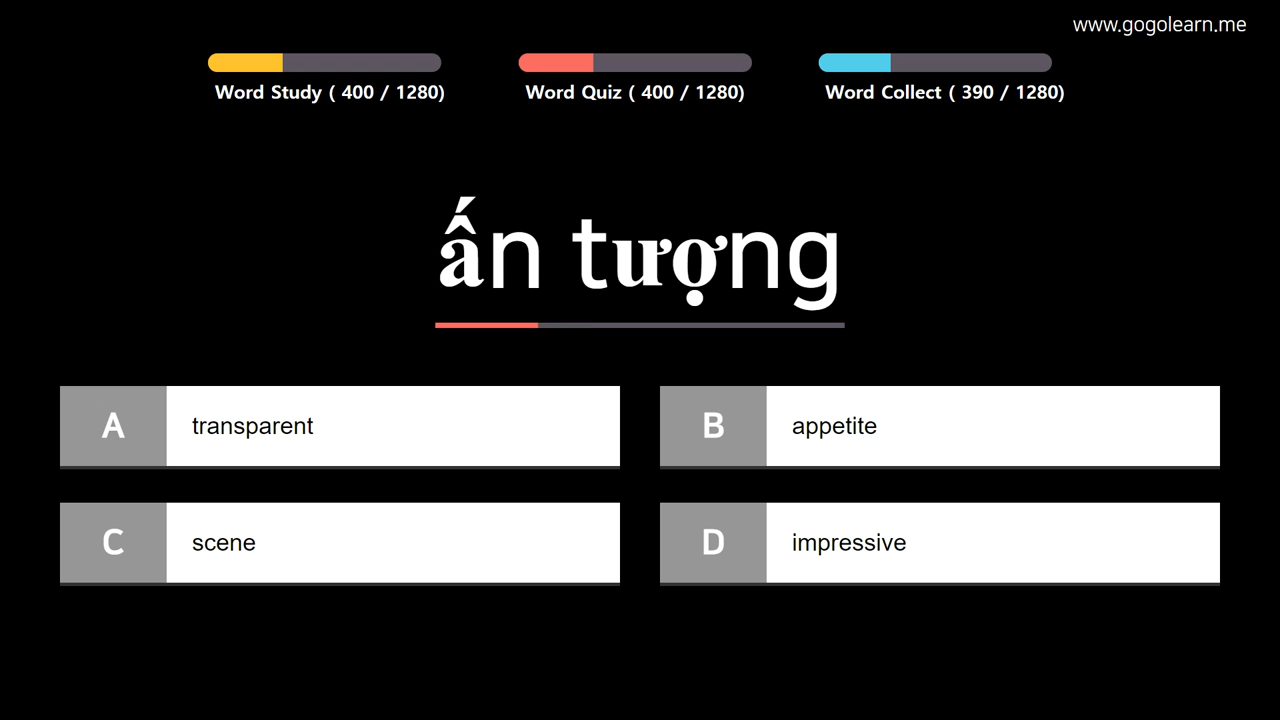 www.gogolearn.me
Word Study ( 400 / 1280)
Word Quiz ( 400 / 1280)
Word Collect ( 390 / 1280)
ấn tượng
A transparent
B appetite
C scene
D impressive